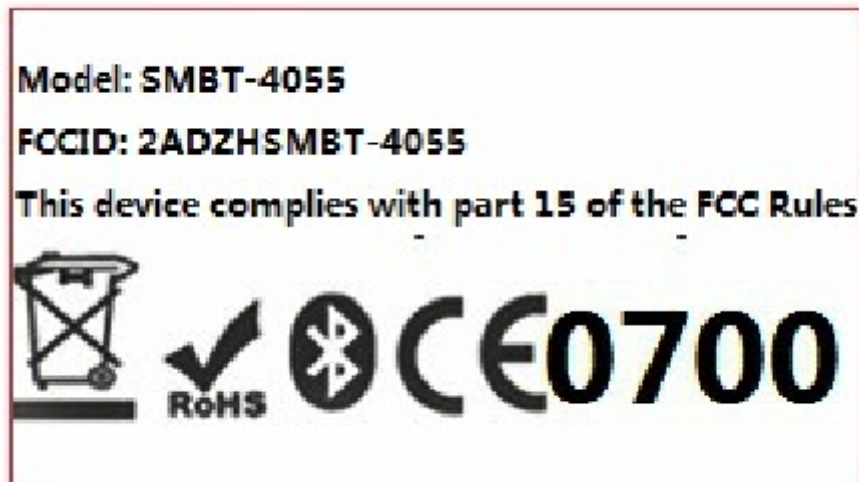 Model: SMBT-4055
FCCID: 2ADZHSMBT-4055
This device complies with part 15 of the FCC Rules
RoHS CE0700